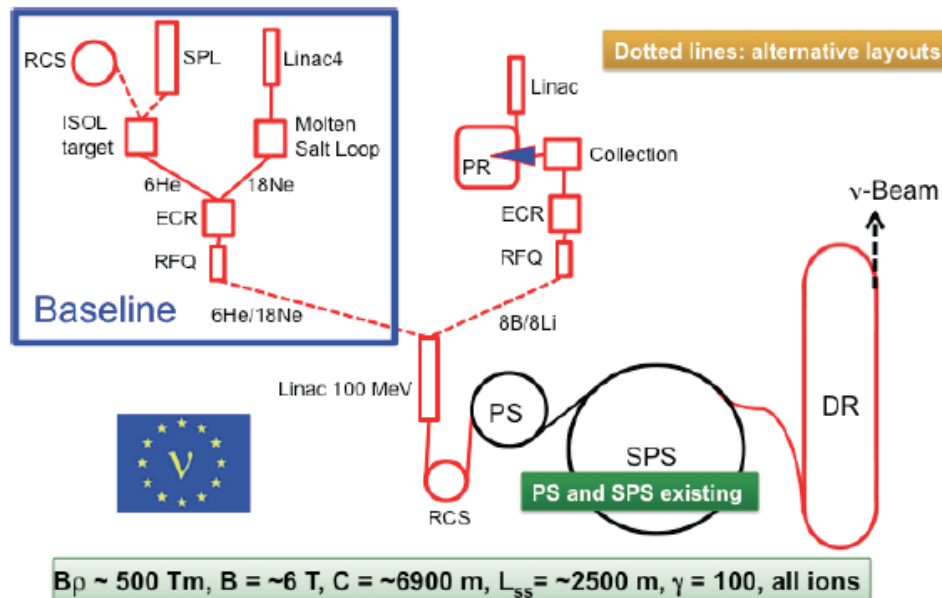 RCS
SPL
Linac4
Dotted lines: alternative layouts
Linac
ISOL
target
Molten
Salt Loop
PR
Collection
6He
18Ne
ECR
ECR
ν-Beam
RFQ
RFQ
Baseline
6He/18Ne
8B/8Li
Linac 100 MeV
PS
DR
ν
SPS
PS and SPS existing
RCS
Bρ ~ 500 Tm, B = ~6 T, C = ~6900 m, Lss= ~2500 m, γ = 100, all ions